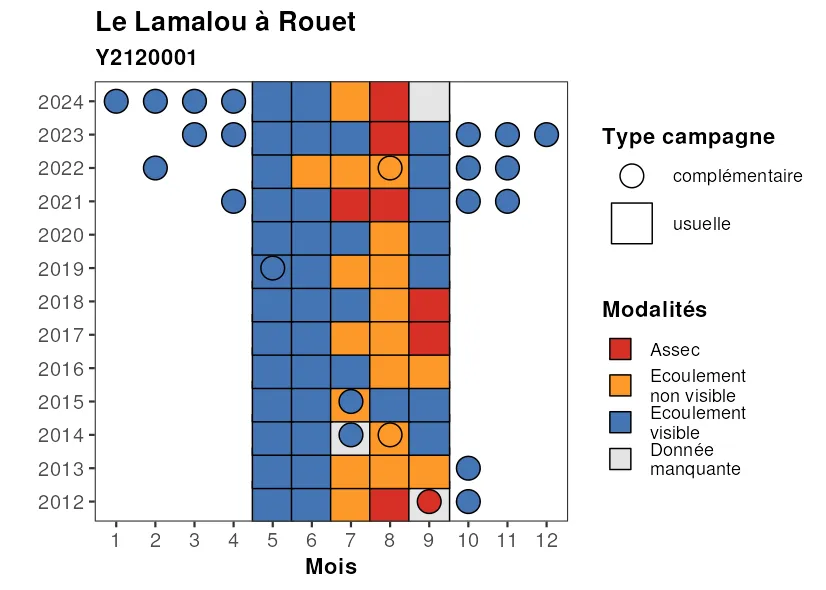 Le Lamalou à Rouet
Y2120001
2024
2023
2022
2021
2020
2019
2018
2017
2016
2015
2014
2013
2012
1 2 3 4 5 6 7 8 9 10 11 12
Mois
Type campagne
complémentaire
usuelle
Modalités
Assec
Ecoulement
non visible
Ecoulement
visible
Donnée
manquante